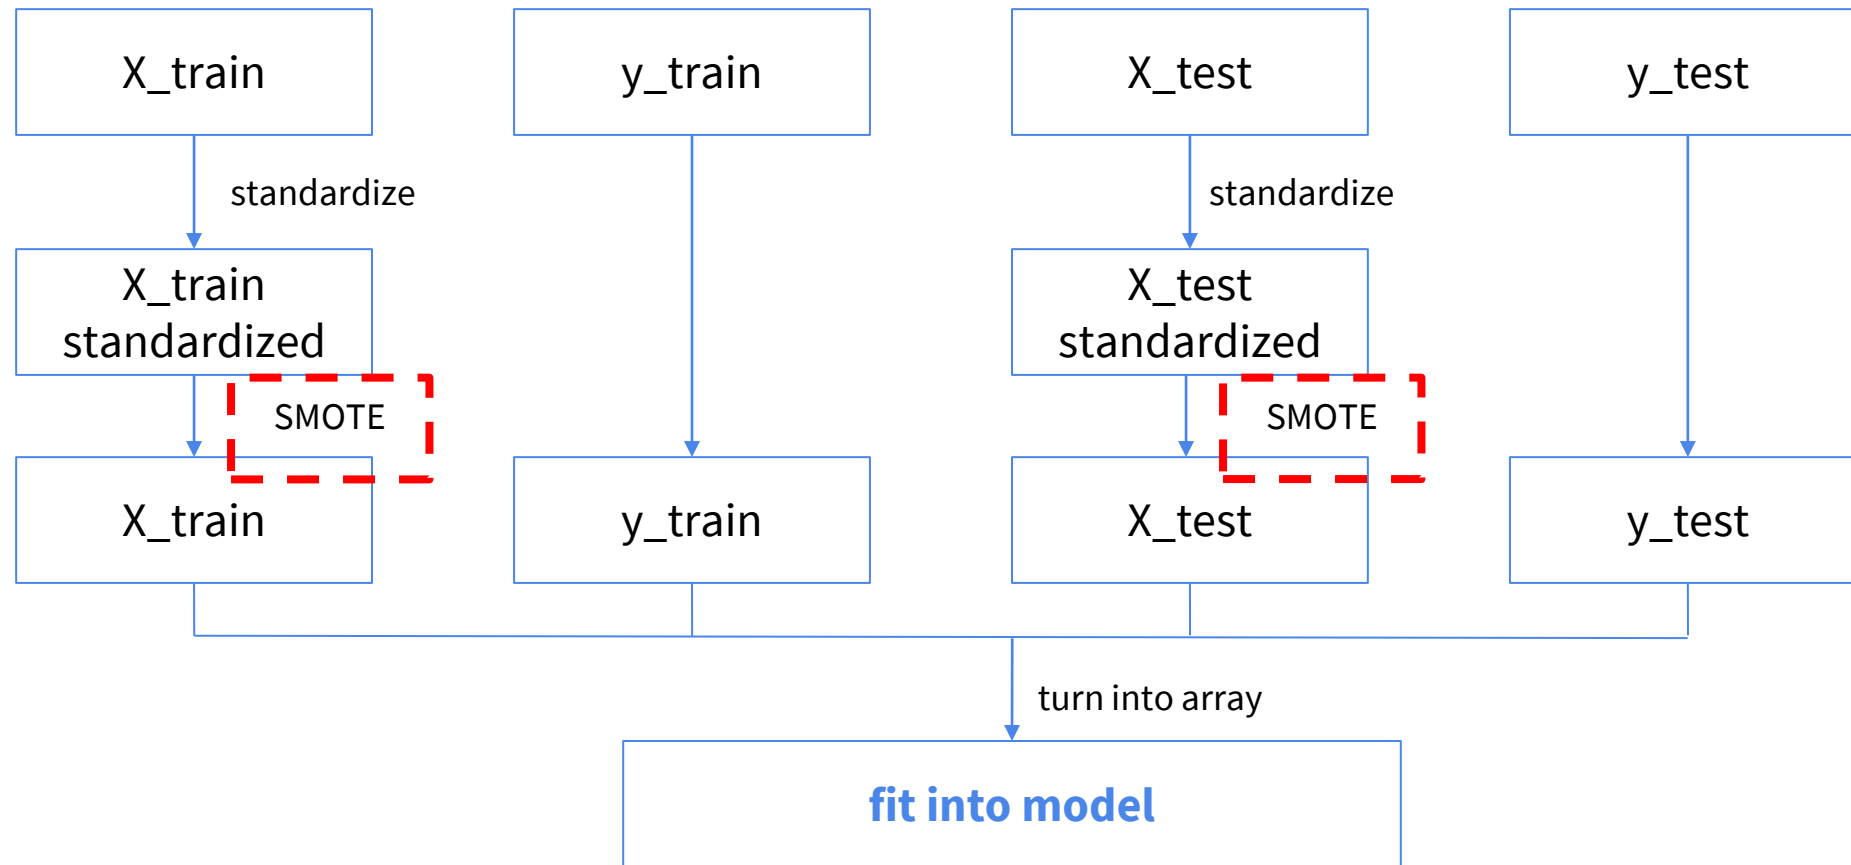 X_train
y_train
X_test
y_test
standardize
standardize
X_train
standardized
X_test
standardized
SMOTE
SMOTE
X_train
y_train
X_test
y_test
turn into array
fit into model